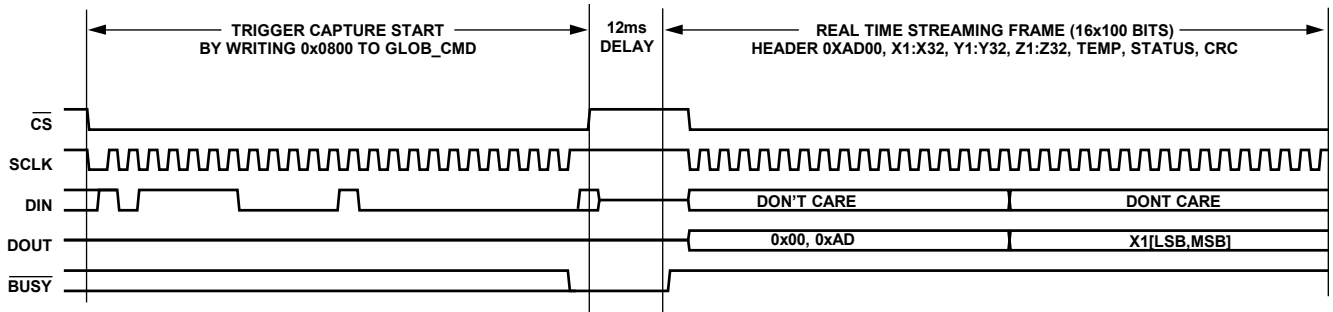 TRIGGER CAPTURE START
BY WRITING 0x0800 TO GLOB_CMD
12ms
DELAY
REAL TIME STREAMING FRAME (16x100 BITS)
HEADER 0XAD00, X1:X32, Y1:Y32, Z1:Z32, TEMP, STATUS, CRC
CS
SCLK
DIN
DON'T CARE
DONT CARE
DOUT
0x00, 0xAD
X1[LSB,MSB]
BUSY